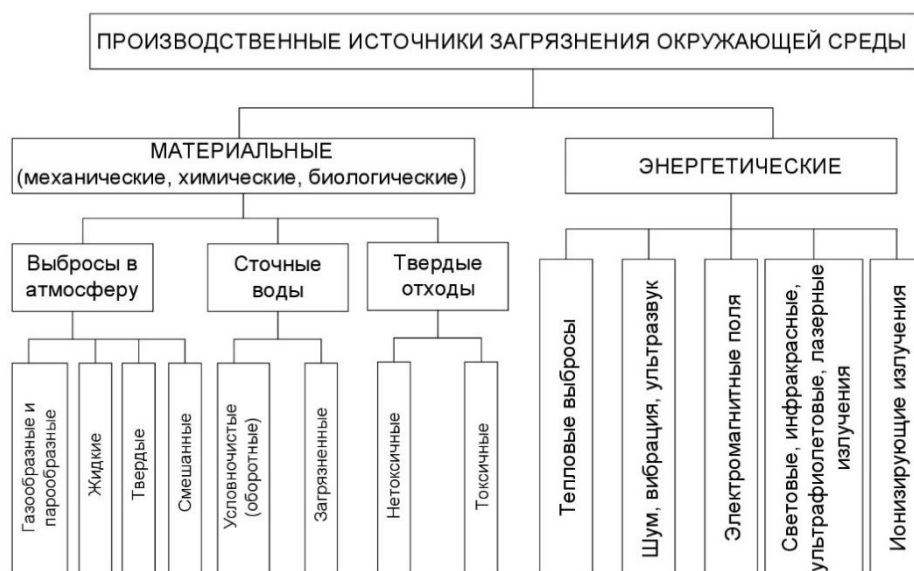 ПРОИЗВОДСТВЕННЫЕ ИСТОЧНИКИ ЗАГРЯЗНЕНИЯ ОКРУЖАЮЩЕЙ СРЕДЫ
МАТЕРИАЛЬНЫЕ
(механические, химические, биологические)
ЭНЕРГЕТИЧЕСКИЕ
Выбросы в
атмосферу
Сточные
воды
Твердые
отходы
Газообразные и
парообразные
Жидкие
Твердые
Смешанные
Условночистые
(оборотные)
Загрязненные
Нетоксичные
Токсичные
Тепловые выбросы
Шум, вибрация, ультразвук
Электромагнитные поля
Световые, инфракрасные,
ультрафиолетовые, лазерные
излучения
Ионизирующие излучения